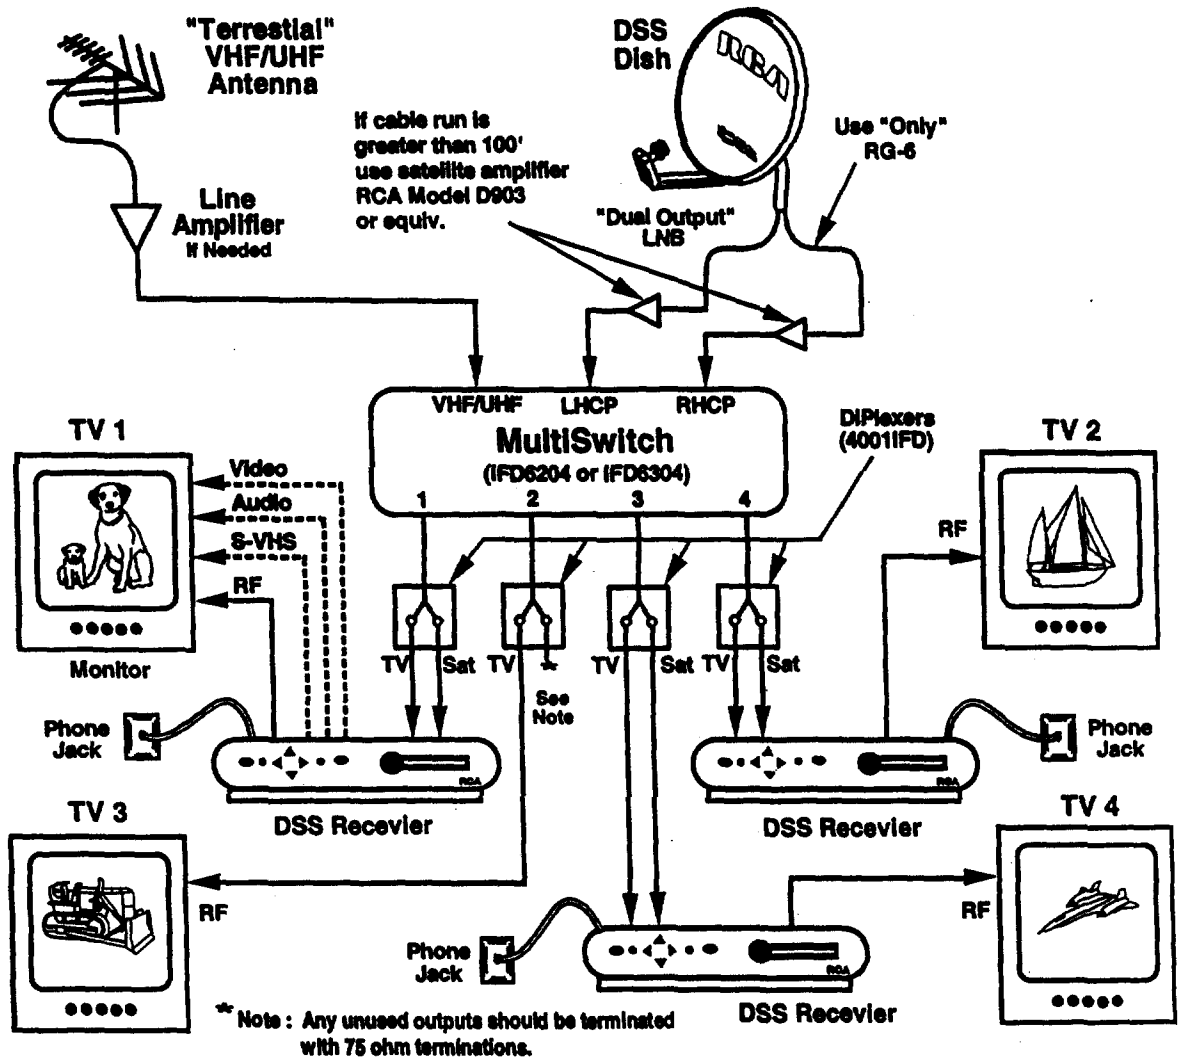 "Terrestial"
VHF/UHF
Antenna
DSS
Dish
RCA
If cable run is
greater than 100'
use satellite amplifier
RCA Model D903
or equiv.
Use "Only"
RG-6
Line
Amplifier
If Needed
"Dual Output"
LNB
VHF/UHF LHCP RHCP
MultiSwitch
(IFD6204 or IFD6304)
1 2 3 4
DiPlexers
(4001IFD)
TV 1
Video
Audio
S-VHS
RF
Monitor
TV 2
RF
TV Sat TV * TV Sat TV Sat
See
Note
Phone
Jack
RCA
DSS Recevier
Phone
Jack
RCA
DSS Recevier
TV 3
RF
TV 4
RF
Phone
Jack
RCA
DSS Recevier
* Note : Any unused outputs should be terminated
with 75 ohm terminations.